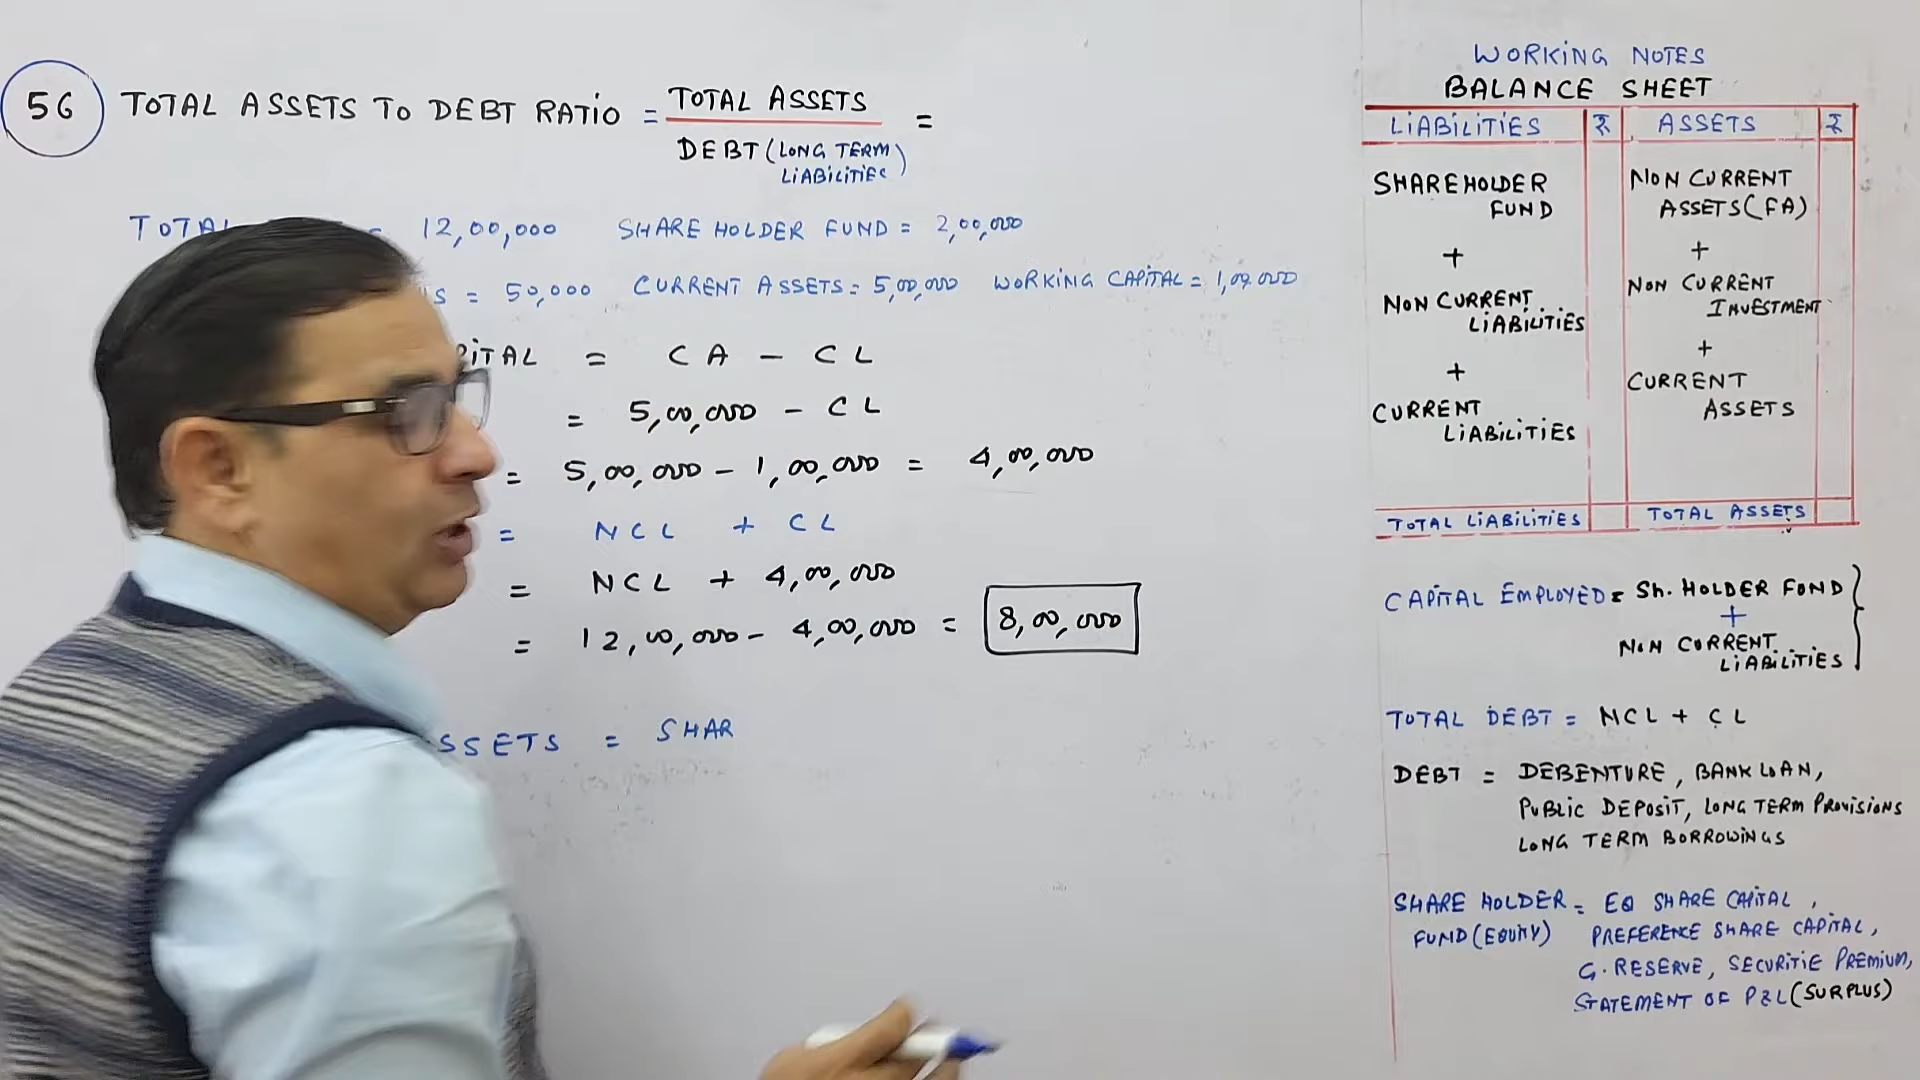 56 TOTAL ASSETS TO DEBT RATIO = TOTAL ASSETS =
DEBT (LONG TERM
LIABILITIES)
TOTAL = 12,00,000 SHARE HOLDER FUND = 2,00,000
S = 50,000 CURRENT ASSETS = 5,00,000 WORKING CAPITAL = 1,00,000
PITAL = CA - CL
= 5,00,000 - CL
= 5,00,000 - 1,00,000 = 4,00,000
= NCL + CL
= NCL + 4,00,000
= 12,00,000 - 4,00,000 = 8,00,000
SSETS = SHAR
WORKING NOTES
BALANCE SHEET
LIABILITIES ₹ ASSETS ₹
SHAREHOLDER
FUND
+
NON CURRENT
LIABILITIES
+
CURRENT
LIABILITIES
NON CURRENT
ASSETS (FA)
+
NON CURRENT
INVESTMENT
+
CURRENT
ASSETS
TOTAL LIABILITIES TOTAL ASSETS
CAPITAL EMPLOYED = SH. HOLDER FOND
+
NON CURRENT
LIABILITIES
TOTAL DEBT = NCL + CL
DEBT = DEBENTURE, BANK LOAN,
PUBLIC DEPOSIT, LONG TERM PROVISIONS
LONG TERM BORROWINGS
SHARE HOLDER = EQ SHARE CAPITAL,
FUND (EQUITY) PREFERENCE SHARE CAPITAL,
G. RESERVE, SECURITIE PREMIUM,
STATEMENT OF P&L (SURPLUS)